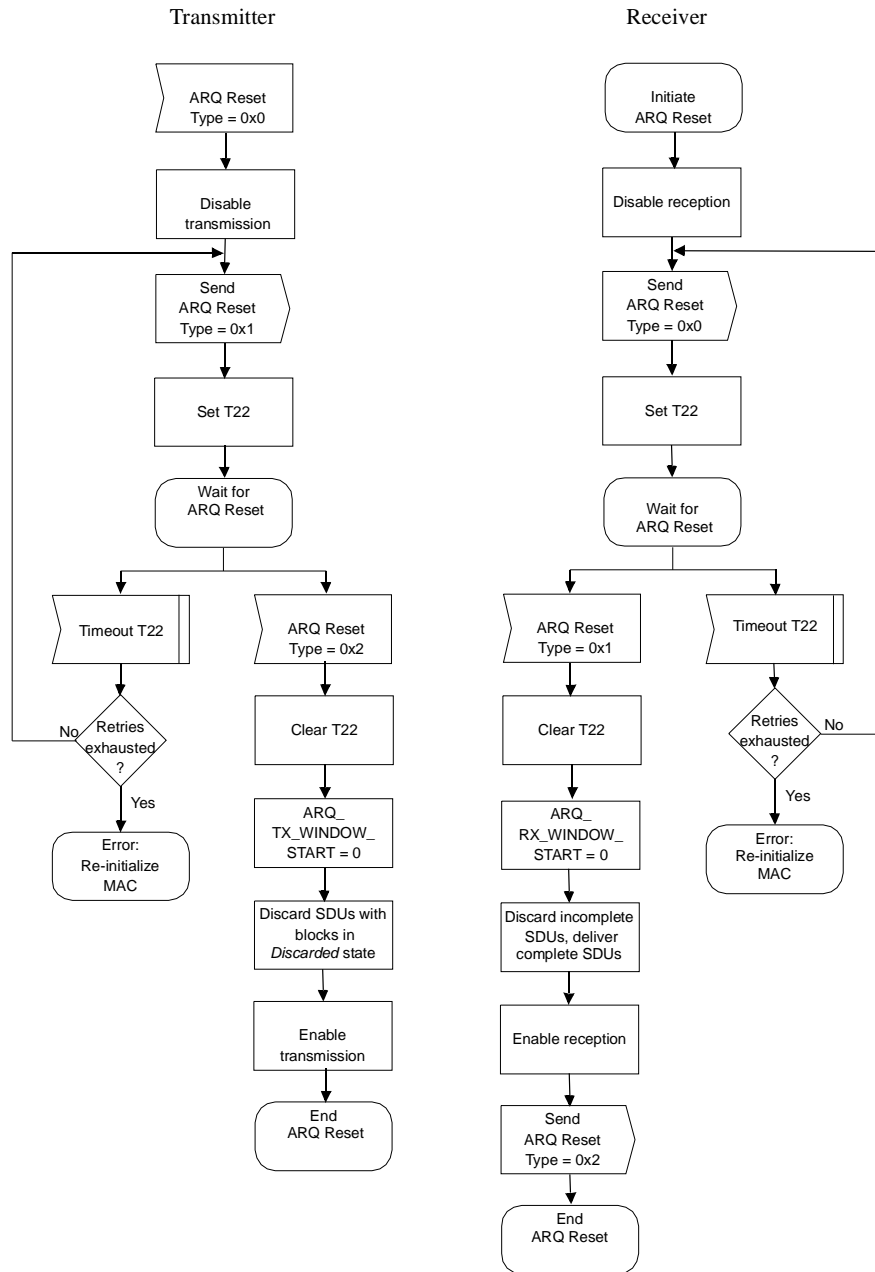 Transmitter
ARQ Reset
Type = 0x0
Disable
transmission
Send
ARQ Reset
Type = 0x1
Set T22
Wait for
ARQ Reset
Timeout T22
ARQ Reset
Type = 0x2
No
Retries
exhausted
?
Yes
Error:
Re-initialize
MAC
Clear T22
ARQ_
TX_WINDOW_
START = 0
Discard SDUs with
blocks in
Discarded state
Enable
transmission
End
ARQ Reset
Receiver
Initiate
ARQ Reset
Disable reception
Send
ARQ Reset
Type = 0x0
Set T22
Wait for
ARQ Reset
ARQ Reset
Type = 0x1
Clear T22
ARQ_
RX_WINDOW_
START = 0
Discard incomplete
SDUs, deliver
complete SDUs
Enable reception
Send
ARQ Reset
Type = 0x2
End
ARQ Reset
Timeout T22
Retries
exhausted
?
No
Yes
Error:
Re-initialize
MAC